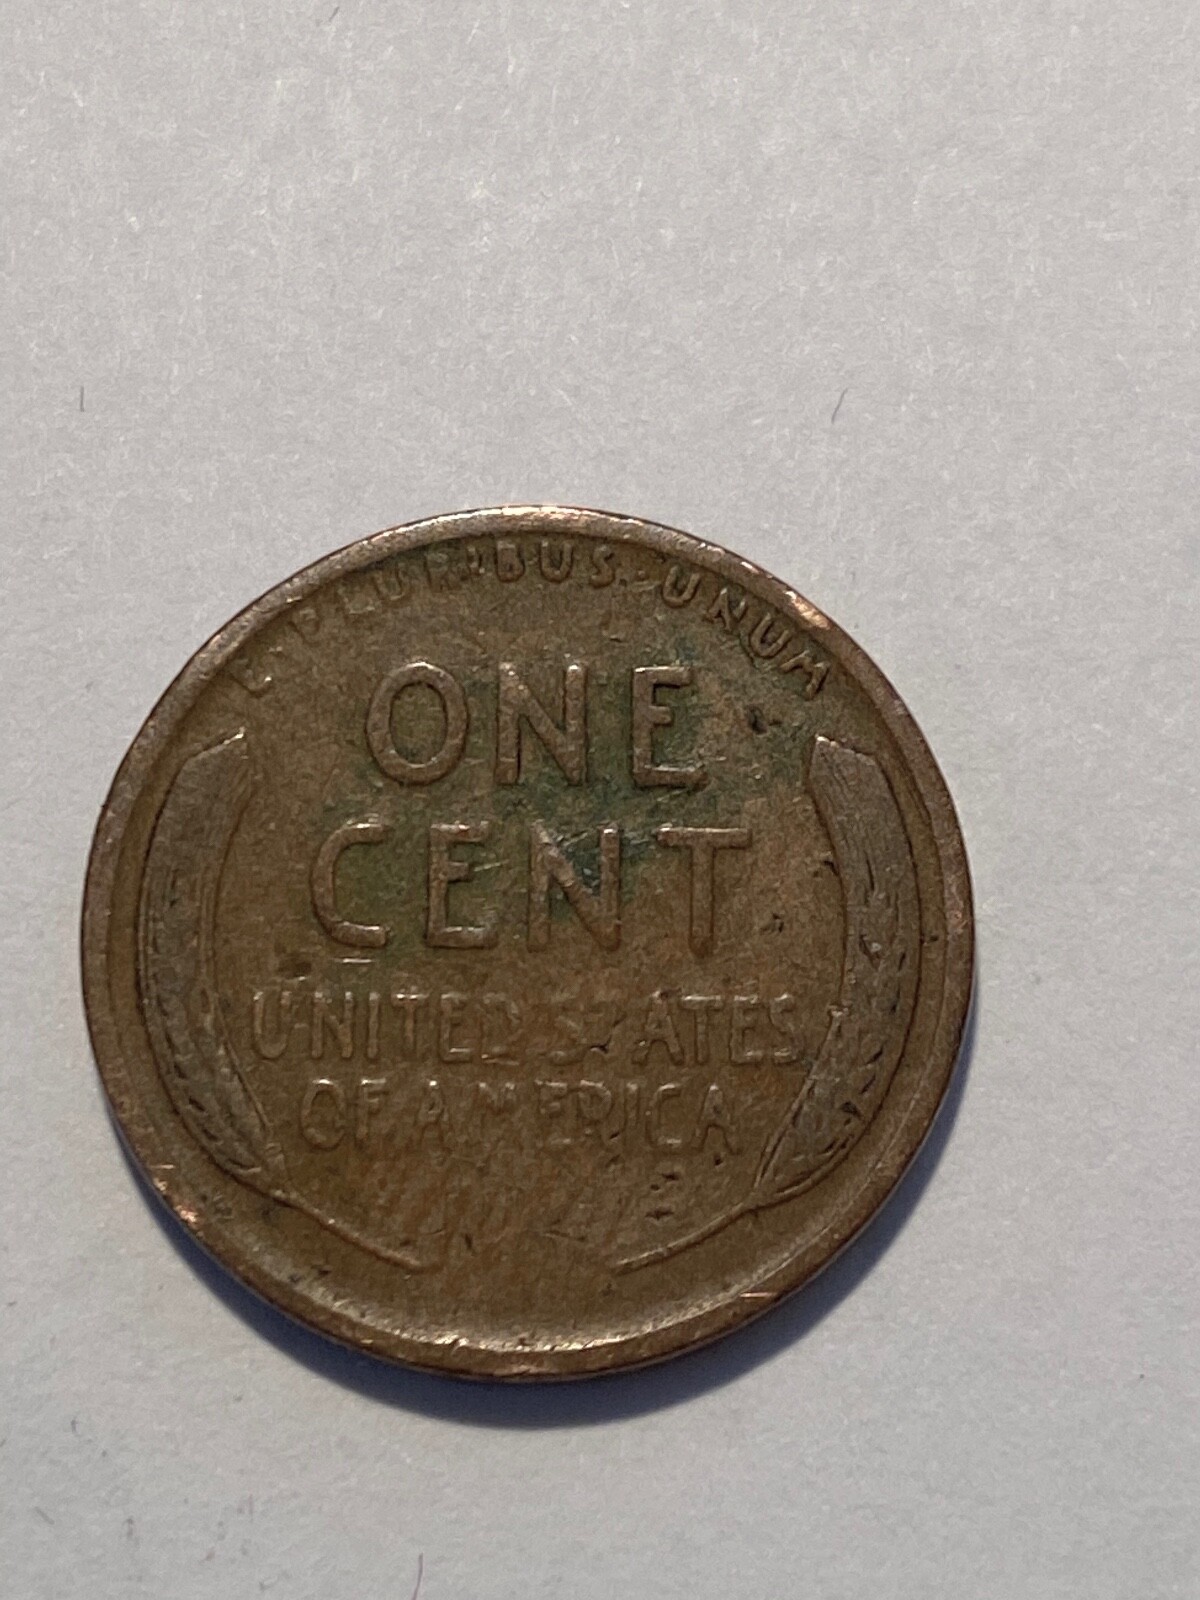 E PLURIBUS UNUM
ONE
CENT
UNITED STATES
OF AMERICA